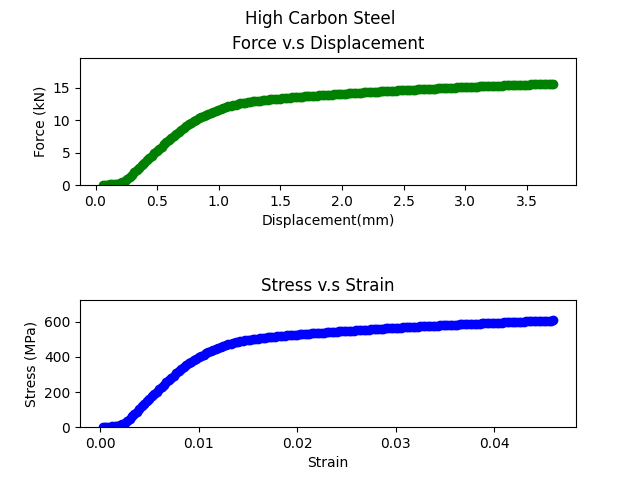 High Carbon Steel
Force v.s Displacement
Force (kN)
15
10
5
0
0.0 0.5 1.0 1.5 2.0 2.5 3.0 3.5
Displacement(mm)
Stress v.s Strain
Stress (MPa)
600
400
200
0
0.00 0.01 0.02 0.03 0.04
Strain